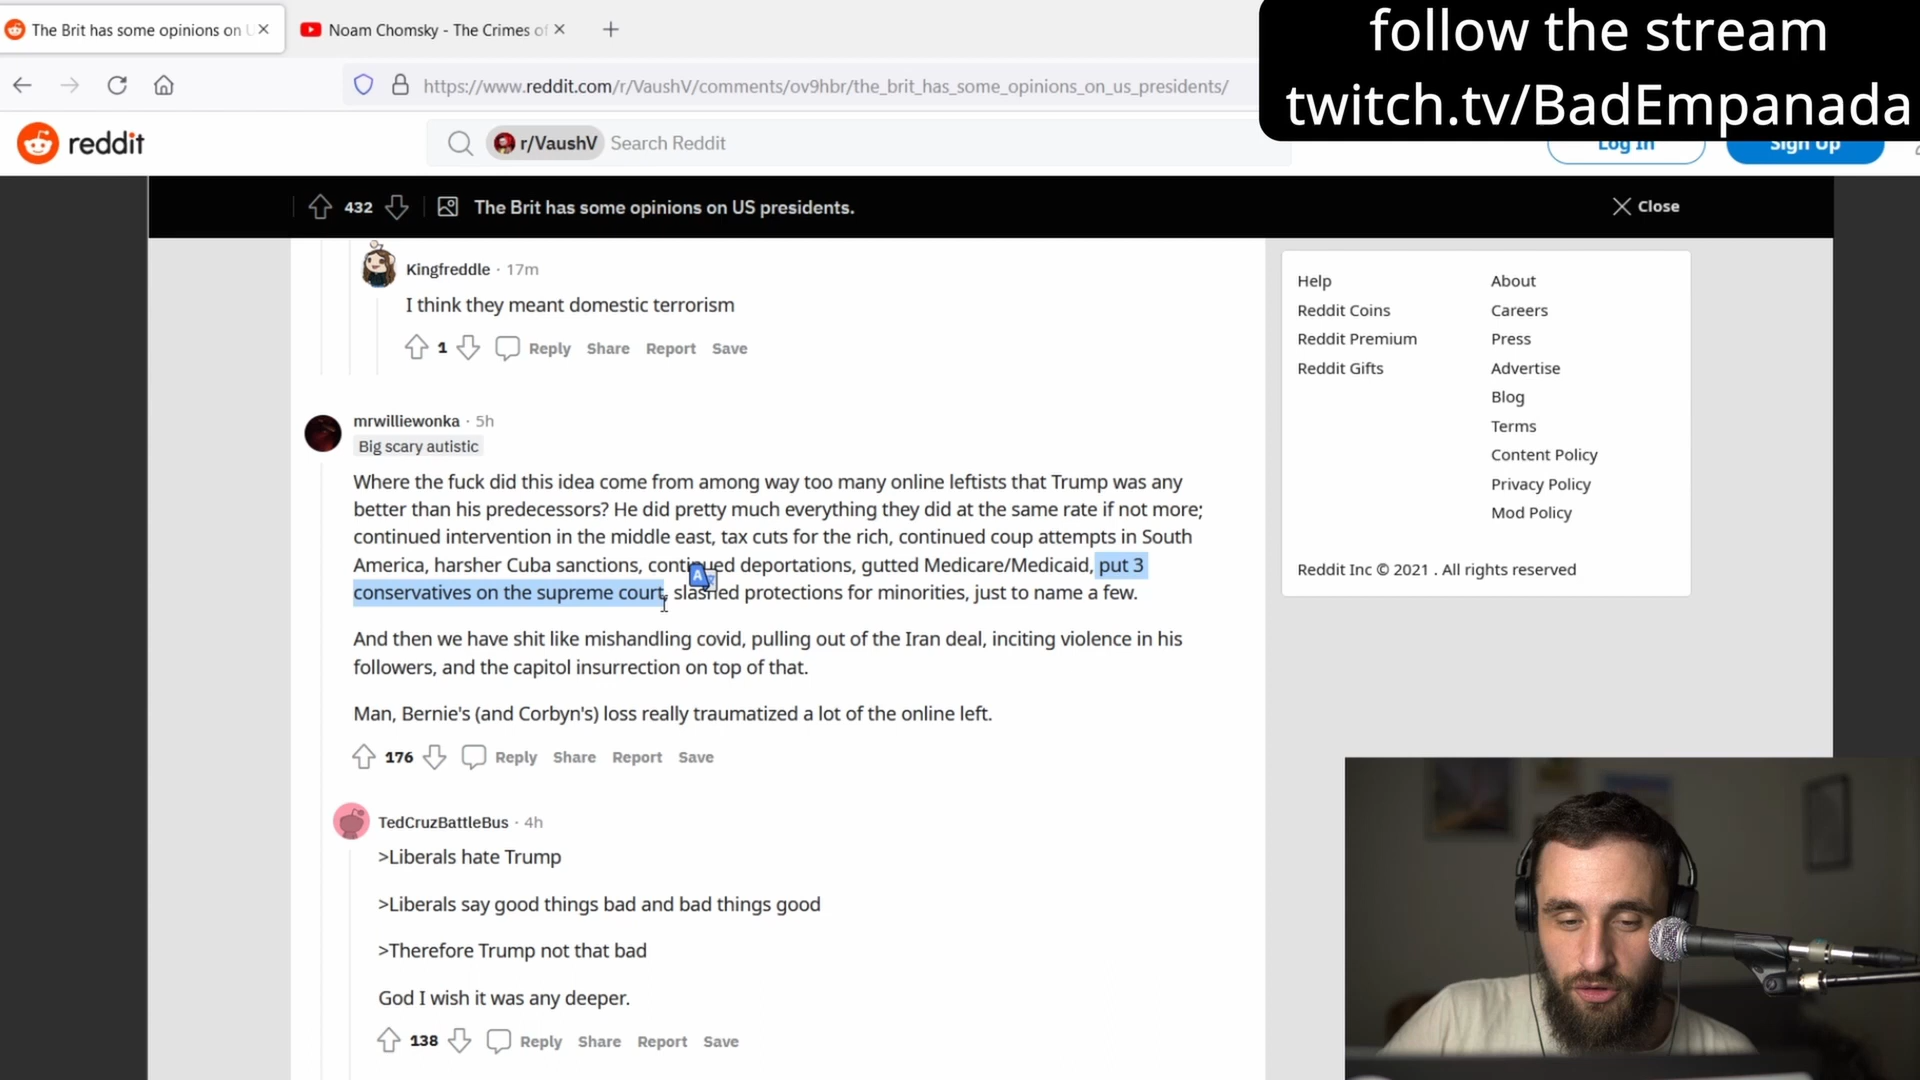 The Brit has some opinions on U
Noam Chomsky - The Crimes of
follow the stream
twitch.tv/BadEmpanada
https://www.reddit.com/r/VaushV/comments/ov9hbr/the_brit_has_some_opinions_on_us_presidents/
reddit
r/VaushV Search Reddit
Log In
Sign Up
432
The Brit has some opinions on US presidents.
Close
Kingfreddle · 17m
I think they meant domestic terrorism
1 Reply Share Report Save
mrwilliewonka · 5h
Big scary autistic
Where the fuck did this idea come from among way too many online leftists that Trump was any
better than his predecessors? He did pretty much everything they did at the same rate if not more;
continued intervention in the middle east, tax cuts for the rich, continued coup attempts in South
America, harsher Cuba sanctions, continued deportations, gutted Medicare/Medicaid, put 3
conservatives on the supreme court, slashed protections for minorities, just to name a few.
And then we have shit like mishandling covid, pulling out of the Iran deal, inciting violence in his
followers, and the capitol insurrection on top of that.
Man, Bernie's (and Corbyn's) loss really traumatized a lot of the online left.
176 Reply Share Report Save
TedCruzBattleBus · 4h
>Liberals hate Trump
>Liberals say good things bad and bad things good
>Therefore Trump not that bad
God I wish it was any deeper.
138 Reply Share Report Save
Help
Reddit Coins
Reddit Premium
Reddit Gifts
About
Careers
Press
Advertise
Blog
Terms
Content Policy
Privacy Policy
Mod Policy
Reddit Inc © 2021 . All rights reserved